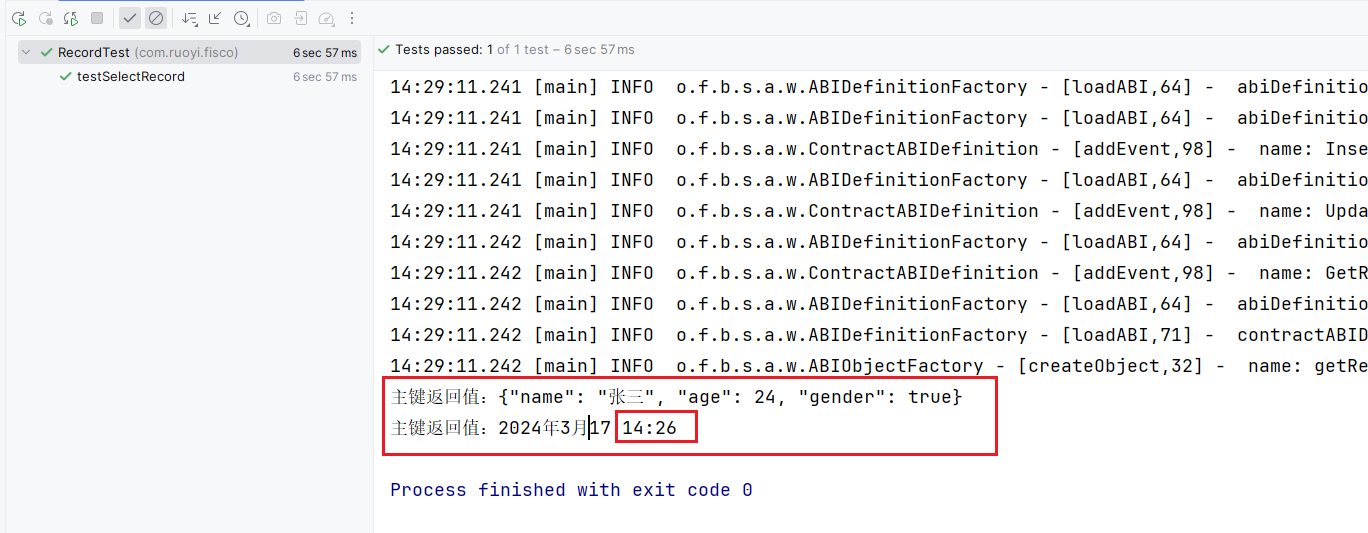 RecordTest (com.ruoyi.fisco) 6 sec 57 ms
testSelectRecord 6 sec 57 ms
Tests passed: 1 of 1 test – 6 sec 57 ms
14:29:11.241 [main] INFO  o.f.b.s.a.w.ABIDefinitionFactory - [loadABI,64] -  abiDefinitio
14:29:11.241 [main] INFO  o.f.b.s.a.w.ABIDefinitionFactory - [loadABI,64] -  abiDefinitio
14:29:11.241 [main] INFO  o.f.b.s.a.w.ContractABIDefinition - [addEvent,98] -  name: Inse
14:29:11.241 [main] INFO  o.f.b.s.a.w.ABIDefinitionFactory - [loadABI,64] -  abiDefinitio
14:29:11.241 [main] INFO  o.f.b.s.a.w.ContractABIDefinition - [addEvent,98] -  name: Upda
14:29:11.242 [main] INFO  o.f.b.s.a.w.ABIDefinitionFactory - [loadABI,64] -  abiDefinitio
14:29:11.242 [main] INFO  o.f.b.s.a.w.ContractABIDefinition - [addEvent,98] -  name: GetR
14:29:11.242 [main] INFO  o.f.b.s.a.w.ABIDefinitionFactory - [loadABI,64] -  abiDefinitio
14:29:11.242 [main] INFO  o.f.b.s.a.w.ABIDefinitionFactory - [loadABI,71] -  contractABID
14:29:11.242 [main] INFO  o.f.b.s.a.w.ABIObjectFactory - [createObject,32] -  name: getRe
主键返回值：{"name": "张三", "age": 24, "gender": true}
主键返回值：2024年3月17 14:26
Process finished with exit code 0